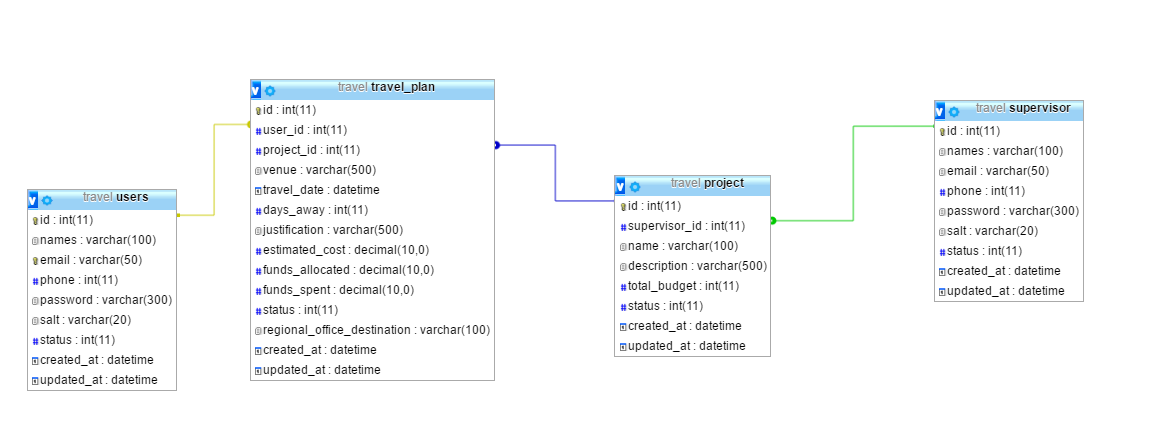 travel users
id : int(11)
names : varchar(100)
email : varchar(50)
phone : int(11)
password : varchar(300)
salt : varchar(20)
status : int(11)
created_at : datetime
updated_at : datetime
travel travel_plan
id : int(11)
user_id : int(11)
project_id : int(11)
venue : varchar(500)
travel_date : datetime
days_away : int(11)
justification : varchar(500)
estimated_cost : decimal(10,0)
funds_allocated : decimal(10,0)
funds_spent : decimal(10,0)
status : int(11)
regional_office_destination : varchar(100)
created_at : datetime
updated_at : datetime
travel project
id : int(11)
supervisor_id : int(11)
name : varchar(100)
description : varchar(500)
total_budget : int(11)
status : int(11)
created_at : datetime
updated_at : datetime
travel supervisor
id : int(11)
names : varchar(100)
email : varchar(50)
phone : int(11)
password : varchar(300)
salt : varchar(20)
status : int(11)
created_at : datetime
updated_at : datetime